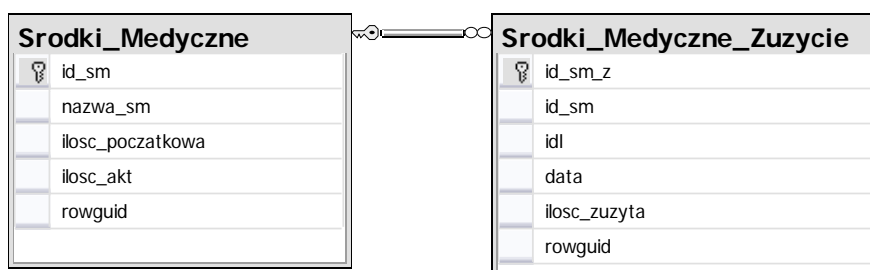 Srodki_Medyczne
id_sm
nazwa_sm
ilosc_poczatkowa
ilosc_akt
rowguid
Srodki_Medyczne_Zuzycie
id_sm_z
id_sm
idl
data
ilosc_zuzyta
rowguid